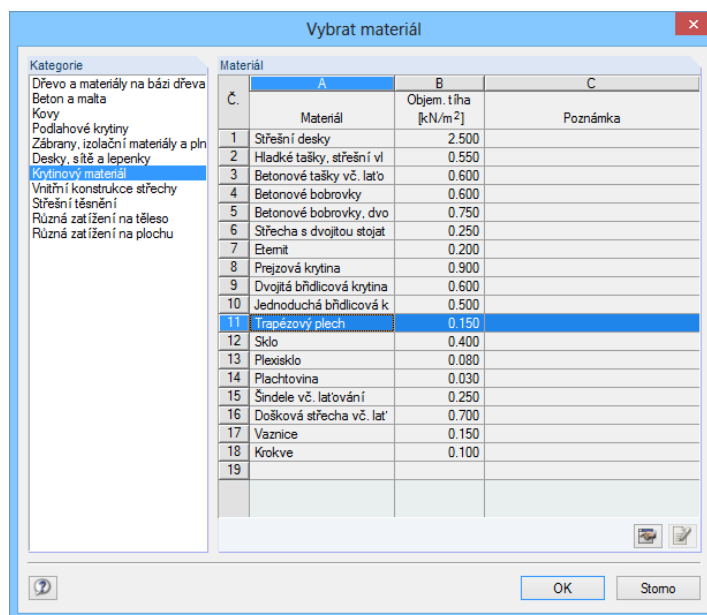 Vybrat materiál
Kategorie
Dřevo a materiály na bázi dřeva
Beton a malta
Kovy
Podlahové krytiny
Zábrany, izolační materiály a pln
Desky, sítě a lepenky
Krytinový materiál
Vnitřní konstrukce střechy
Střešní těsnění
Různá zatížení na těleso
Různá zatížení na plochu
Materiál
A B C
Č. Materiál Objem. tíha [kN/m²] Poznámka
1 Střešní desky 2.500
2 Hladké tašky, střešní vl 0.550
3 Betonové tašky vč. laťo 0.600
4 Betonové bobrovky 0.600
5 Betonové bobrovky, dvo 0.750
6 Střecha s dvojitou stojat 0.250
7 Eternit 0.200
8 Prejzová krytina 0.900
9 Dvojitá břidlicová krytina 0.600
10 Jednoduchá břidlicová k 0.500
11 Trapézový plech 0.150
12 Sklo 0.400
13 Plexisklo 0.080
14 Plachtovina 0.030
15 Šindele vč. laťování 0.250
16 Došková střecha vč. lať 0.700
17 Vaznice 0.150
18 Krokve 0.100
19
OK
Storno